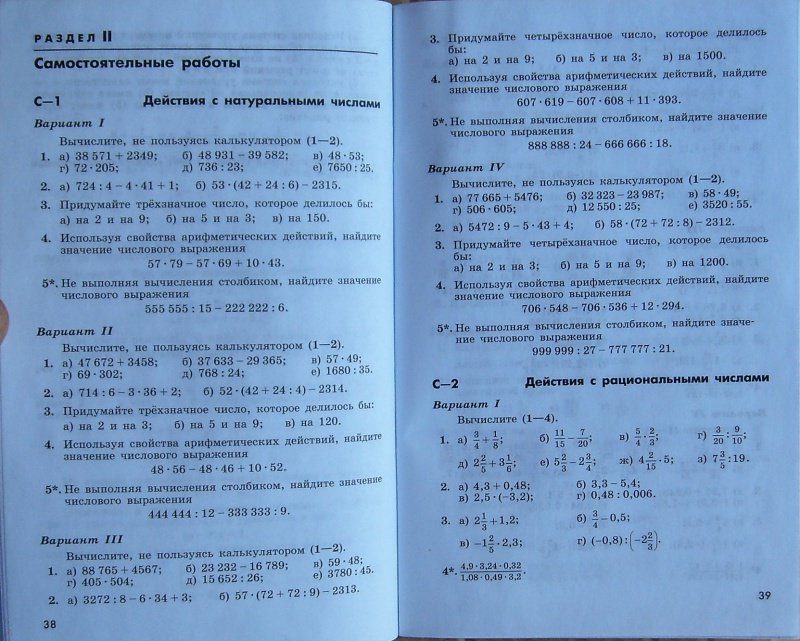 РАЗДЕЛ II
Самостоятельные работы
С—1 Действия с натуральными числами
Вариант I
Вычислите, не пользуясь калькулятором (1—2).
1. а) 38 571 + 2349; б) 48 931 − 39 582; в) 48 · 53;
г) 72 · 205; д) 736 : 23; е) 7650 : 25.
2. а) 724 : 4 − 4 · 41 + 1; б) 53 · (42 + 24 : 6) − 2315.
3. Придумайте трёхзначное число, которое делилось бы:
а) на 2 и на 9; б) на 5 и на 3; в) на 150.
4. Используя свойства арифметических действий, найдите
значение числового выражения
57 · 79 − 57 · 69 + 10 · 43.
5*. Не выполняя вычисления столбиком, найдите значение
числового выражения
555 555 : 15 − 222 222 : 6.
Вариант II
Вычислите, не пользуясь калькулятором (1—2).
1. а) 47 672 + 3458; б) 37 633 − 29 365; в) 57 · 49;
г) 69 · 302; д) 768 : 24; е) 1680 : 35.
2. а) 714 : 6 − 3 · 36 + 2; б) 52 · (42 + 24 : 4) − 2314.
3. Придумайте трёхзначное число, которое делилось бы:
а) на 2 и на 3; б) на 5 и на 9; в) на 120.
4. Используя свойства арифметических действий, найдите
значение числового выражения
48 · 56 − 48 · 46 + 10 · 52.
5*. Не выполняя вычисления столбиком, найдите значение
числового выражения
444 444 : 12 − 333 333 : 9.
Вариант III
Вычислите, не пользуясь калькулятором (1—2).
1. а) 88 765 + 4567; б) 23 232 − 16 789; в) 59 · 48;
г) 405 · 504; д) 15 652 : 26; е) 3780 : 45.
2. а) 3272 : 8 − 6 · 34 + 3; б) 57 · (72 + 72 : 9) − 2313.
38
3. Придумайте четырёхзначное число, которое делилось
бы:
а) на 2 и на 9; б) на 5 и на 3; в) на 1500.
4. Используя свойства арифметических действий, найдите
значение числового выражения
607 · 619 − 607 · 608 + 11 · 393.
5*. Не выполняя вычисления столбиком, найдите значение
числового выражения
888 888 : 24 − 666 666 : 18.
Вариант IV
Вычислите, не пользуясь калькулятором (1—2).
1. а) 77 665 + 5476; б) 32 323 − 23 987; в) 58 · 49;
г) 506 · 605; д) 12 550 : 25; е) 3520 : 55.
2. а) 5472 : 9 − 5 · 43 + 4; б) 58 · (72 + 72 : 8) − 2312.
3. Придумайте четырёхзначное число, которое делилось
бы:
а) на 2 и на 3; б) на 5 и на 9; в) на 1200.
4. Используя свойства арифметических действий, найдите
значение числового выражения
706 · 548 − 706 · 536 + 12 · 294.
5*. Не выполняя вычисления столбиком, найдите значе-
ние числового выражения
999 999 : 27 − 777 777 : 21.
С—2 Действия с рациональными числами
Вариант I
Вычислите (1—4).
1. а) 3/4 + 1/8; б) 11/15 − 7/20; в) 5/4 · 2/3; г) 3/20 : 9/10;
д) 2 2/5 + 3 1/6; е) 5 2/3 − 2 3/4; ж) 4 2/15 · 5; з) 7 3/5 : 19.
2. а) 4,3 + 0,48; б) 3,3 − 5,4;
в) 2,5 · (−3,2); г) 0,48 : 0,006.
3. а) 2 1/3 + 1,2; б) 3/4 − 0,5;
в) −1 2/5 · 2,3; г) (−0,8) : (−2 2/3).
4*. 4,9 · 3,24 · 0,32 / 1,08 · 0,49 · 3,2.
39